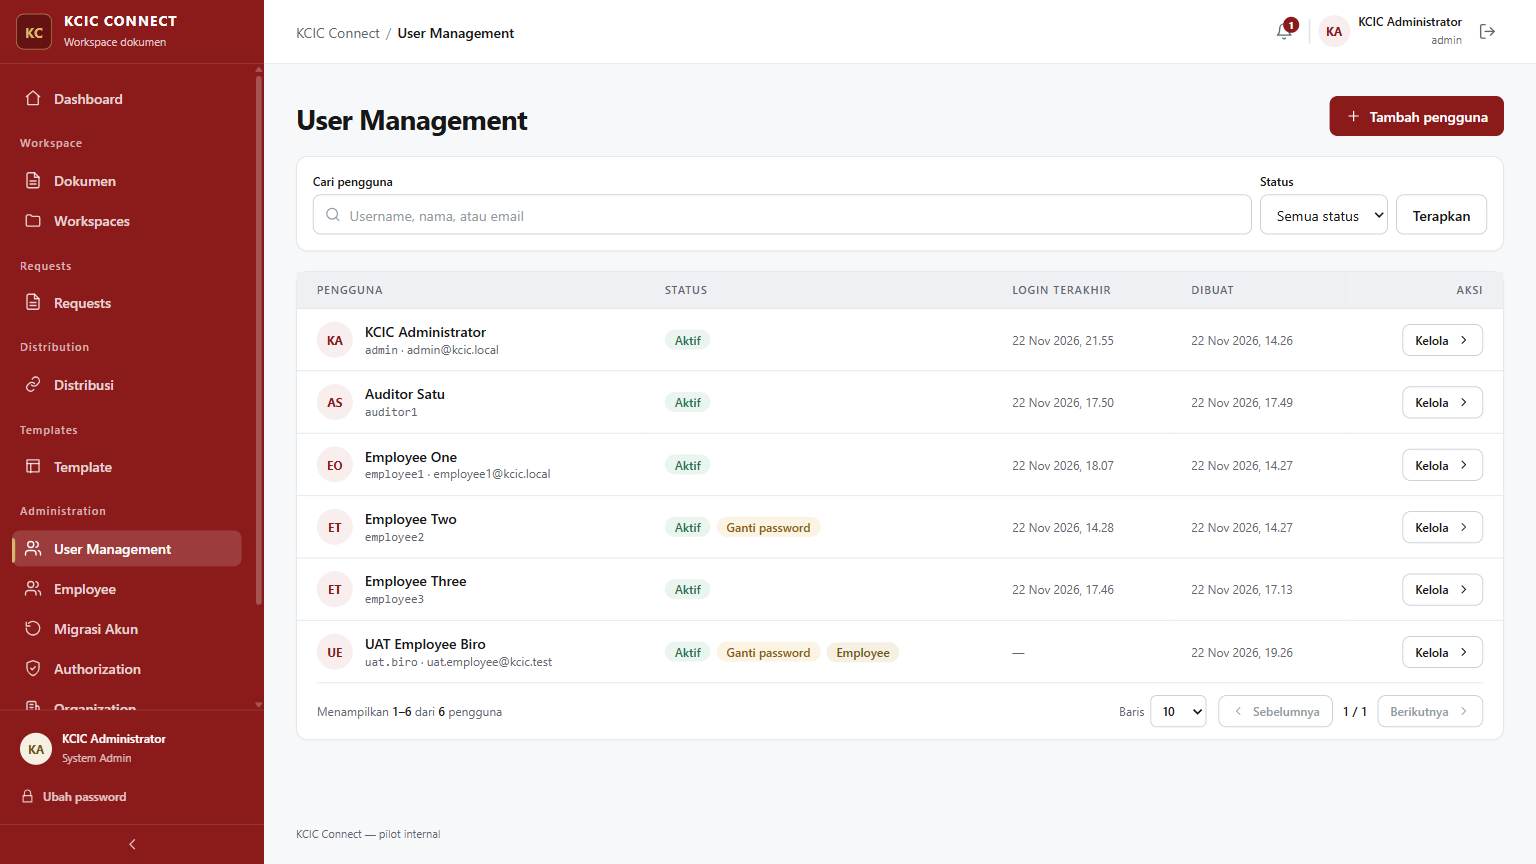 KC
KCIC CONNECT
Workspace dokumen
Dashboard
Workspace
Dokumen
Workspaces
Requests
Requests
Distribution
Distribusi
Templates
Template
Administration
User Management
Employee
Migrasi Akun
Authorization
Organization
KA
KCIC Administrator
System Admin
Ubah password
KCIC Connect / User Management
1
KA
KCIC Administrator
admin
User Management
Tambah pengguna
Cari pengguna
Username, nama, atau email
Status
Semua status
Terapkan
PENGGUNA STATUS LOGIN TERAKHIR DIBUAT AKSI
KA
KCIC Administrator
admin · admin@kcic.local
Aktif
22 Nov 2026, 21.55
22 Nov 2026, 14.26
Kelola
AS
Auditor Satu
auditor1
Aktif
22 Nov 2026, 17.50
22 Nov 2026, 17.49
Kelola
EO
Employee One
employee1 · employee1@kcic.local
Aktif
22 Nov 2026, 18.07
22 Nov 2026, 14.27
Kelola
ET
Employee Two
employee2
Aktif
Ganti password
22 Nov 2026, 14.28
22 Nov 2026, 14.27
Kelola
ET
Employee Three
employee3
Aktif
22 Nov 2026, 17.46
22 Nov 2026, 17.13
Kelola
UE
UAT Employee Biro
uat.biro · uat.employee@kcic.test
Aktif
Ganti password
Employee
—
22 Nov 2026, 19.26
Kelola
Menampilkan 1–6 dari 6 pengguna
Baris
10
Sebelumnya
1 / 1
Berikutnya
KCIC Connect — pilot internal